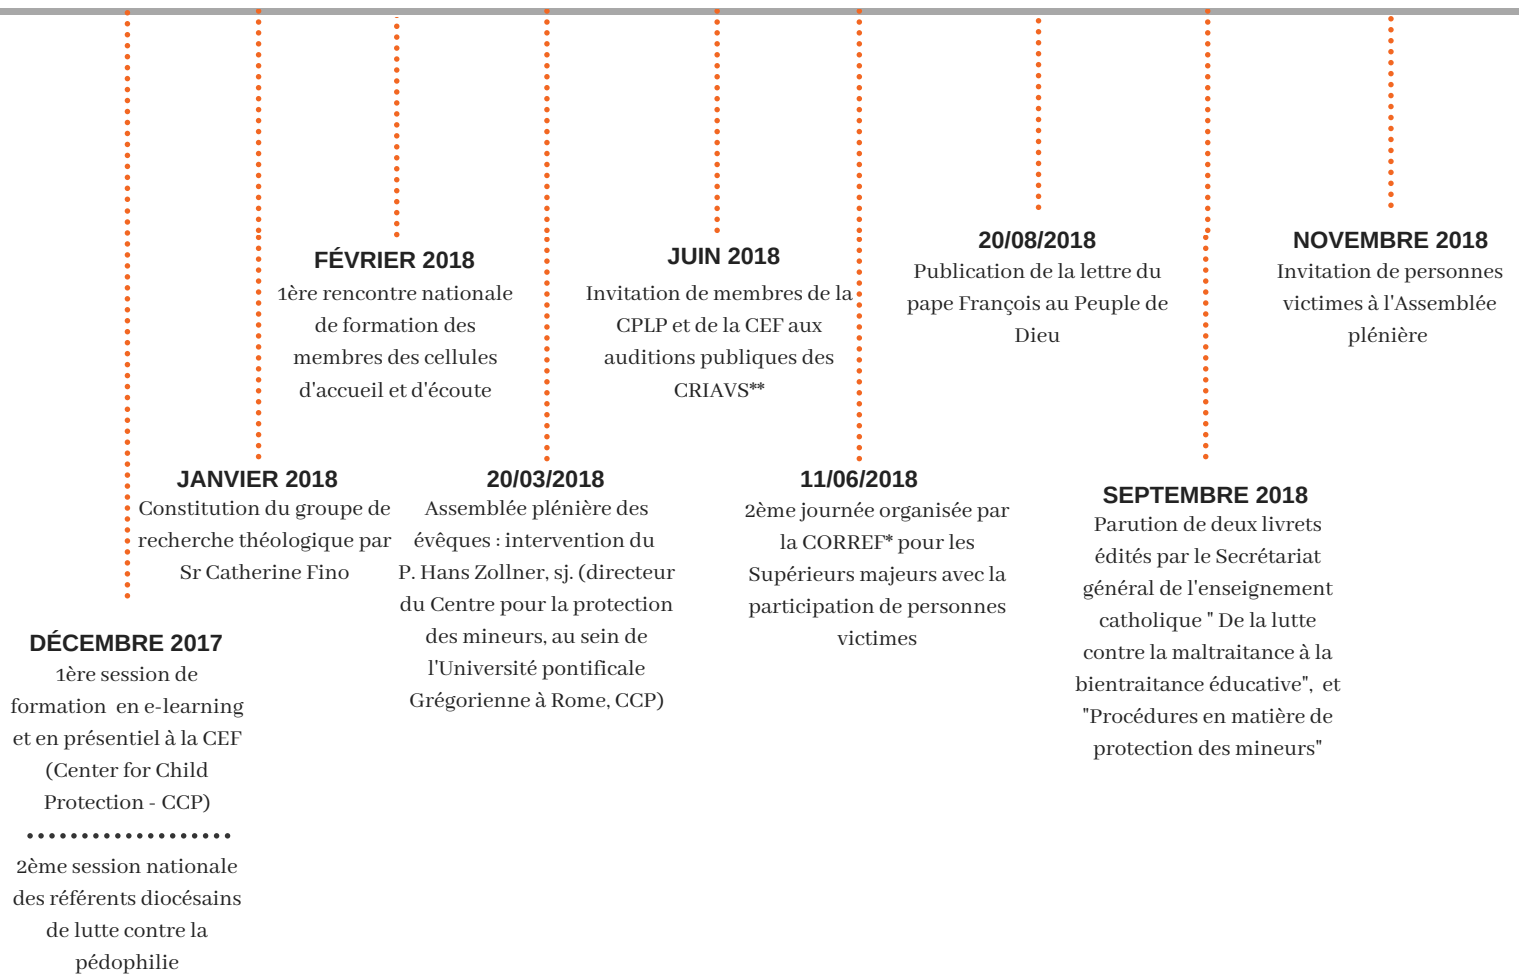 DÉCEMBRE 2017
1ère session de
formation en e-learning
et en présentiel à la CEF
(Center for Child
Protection - CCP)
2ème session nationale
des référents diocésains
de lutte contre la
pédophilie
JANVIER 2018
Constitution du groupe de
recherche théologique par
Sr Catherine Fino
FÉVRIER 2018
1ère rencontre nationale
de formation des
membres des cellules
d'accueil et d'écoute
20/03/2018
Assemblée plénière des
évêques : intervention du
P. Hans Zollner, sj. (directeur
du Centre pour la protection
des mineurs, au sein de
l'Université pontificale
Grégorienne à Rome, CCP)
JUIN 2018
Invitation de membres de la
CPLP et de la CEF aux
auditions publiques des
CRIAVS**
11/06/2018
2ème journée organisée par
la CORREF* pour les
Supérieurs majeurs avec la
participation de personnes
victimes
20/08/2018
Publication de la lettre du
pape François au Peuple de
Dieu
SEPTEMBRE 2018
Parution de deux livrets
édités par le Secrétariat
général de l'enseignement
catholique " De la lutte
contre la maltraitance à la
bientraitance éducative", et
"Procédures en matière de
protection des mineurs"
NOVEMBRE 2018
Invitation de personnes
victimes à l'Assemblée
plénière